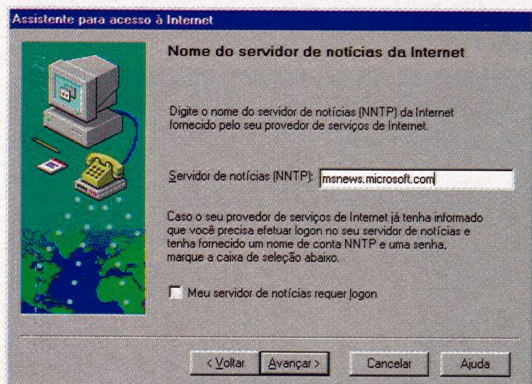 Assistente para acesso à Internet
Nome do servidor de notícias da Internet
Digite o nome do servidor de notícias (NNTP) da Internet
fornecido pelo seu provedor de serviços de Internet.
Servidor de notícias (NNTP): msnews.microsoft.com
Caso o seu provedor de serviços de Internet já tenha informado
que você precisa efetuar logon no seu servidor de notícias e
tenha fornecido um nome de conta NNTP e uma senha,
marque a caixa de seleção abaixo.
Meu servidor de notícias requer logon
< Voltar Avançar > Cancelar Ajuda